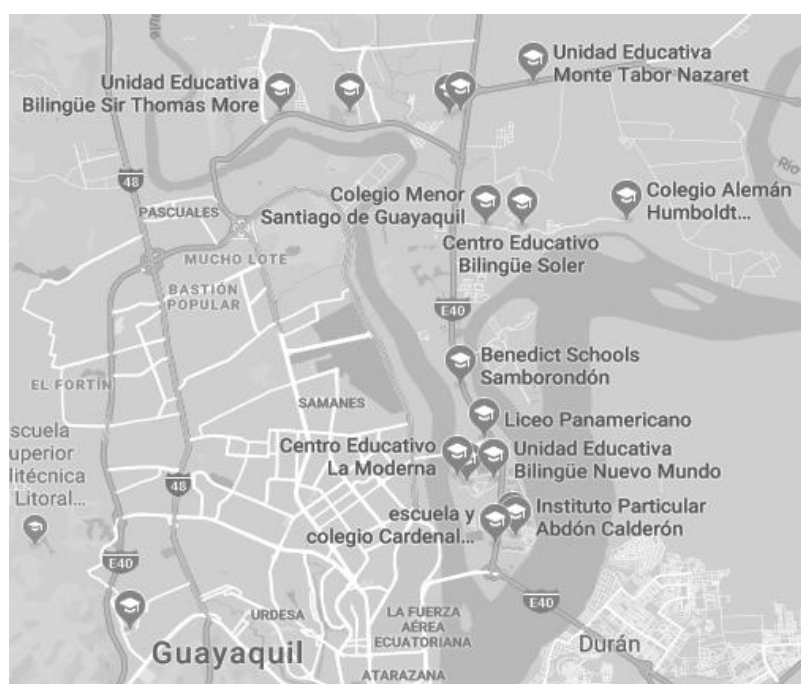 Unidad Educativa
Monte Tabor Nazaret
Unidad Educativa
Bilingüe Sir Thomas More
48
Colegio Menor
Santiago de Guayaquil
Colegio Alemán
Humboldt...
PASCUALES
Río
Centro Educativo
Bilingüe Soler
MUCHO LOTE
BASTIÓN
POPULAR
E40
Benedict Schools
Samborondón
EL FORTÍN
SAMANES
Liceo Panamericano
scuela
uperior
litécnica
Litoral...
Centro Educativo
La Moderna
Unidad Educativa
Bilingüe Nuevo Mundo
48
Instituto Particular
Abdón Calderón
escuela y
colegio Cardenal...
E40
E40
URDESA
LA FUERZA
AÉREA
ECUATORIANA
Durán
Guayaquil
ATARAZANA